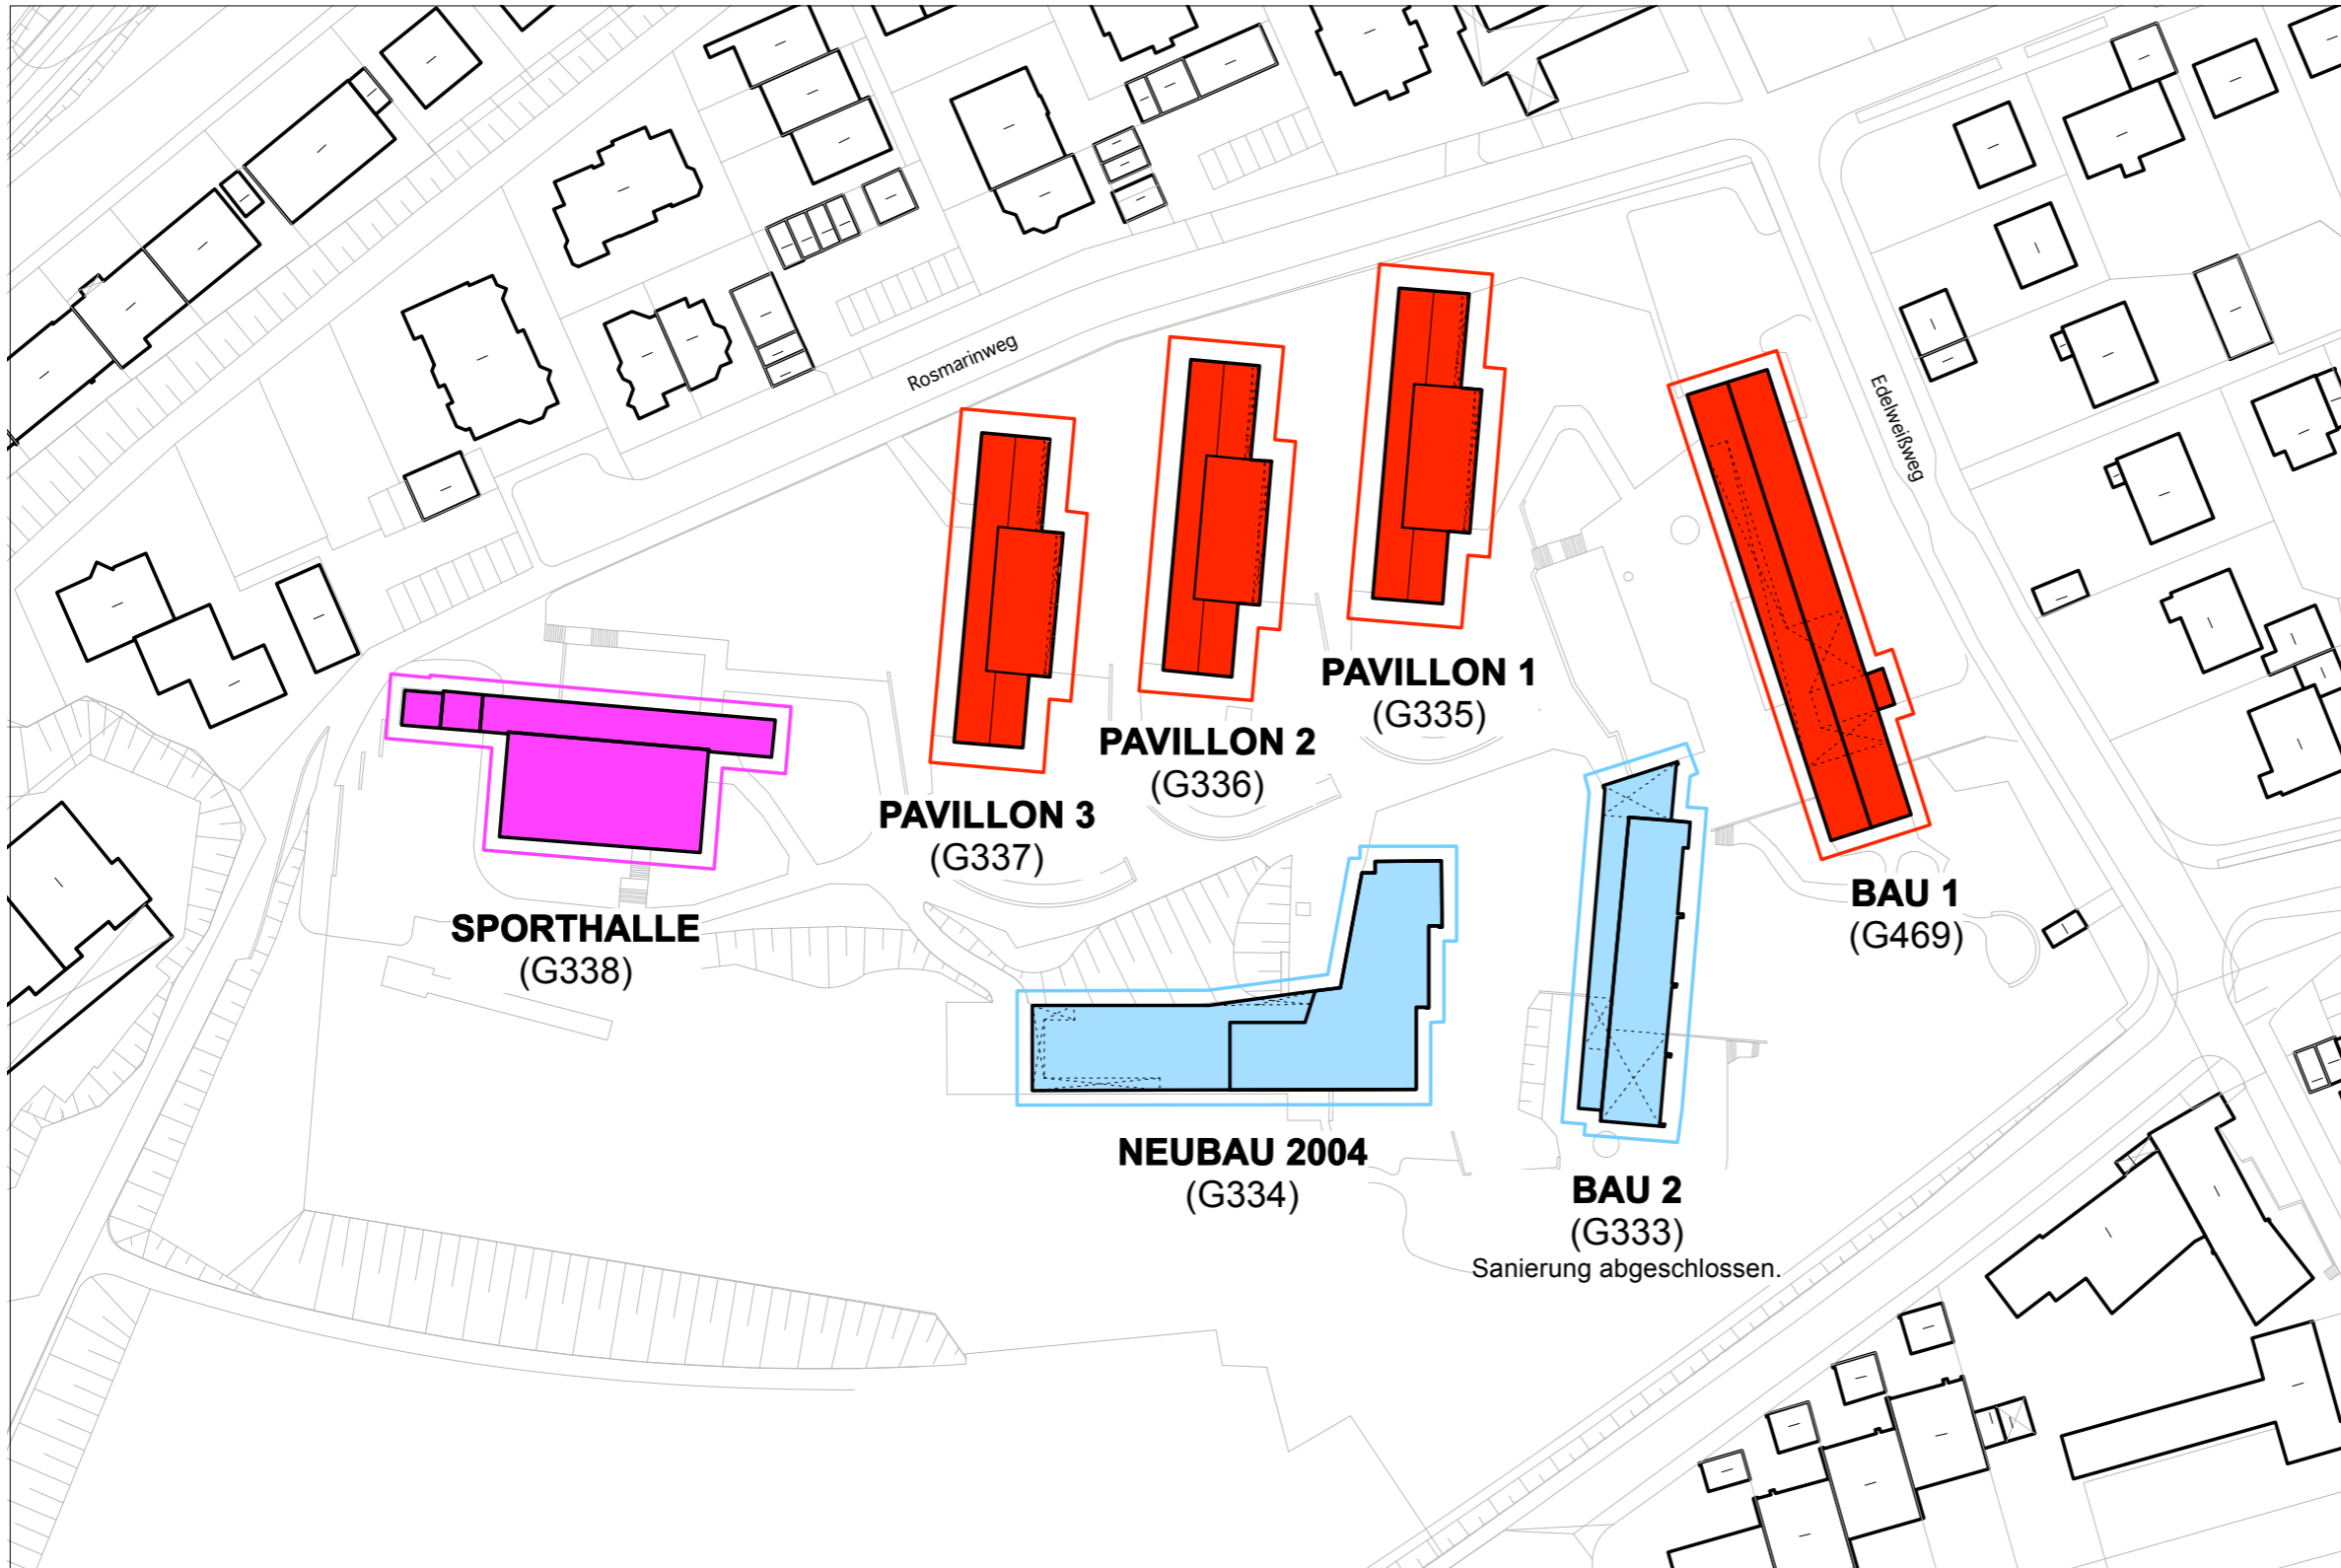 Rosmarinweg
Edelweißweg
PAVILLON 1
(G335)
PAVILLON 2
(G336)
PAVILLON 3
(G337)
BAU 1
(G469)
SPORTHALLE
(G338)
NEUBAU 2004
(G334)
BAU 2
(G333)
Sanierung abgeschlossen.